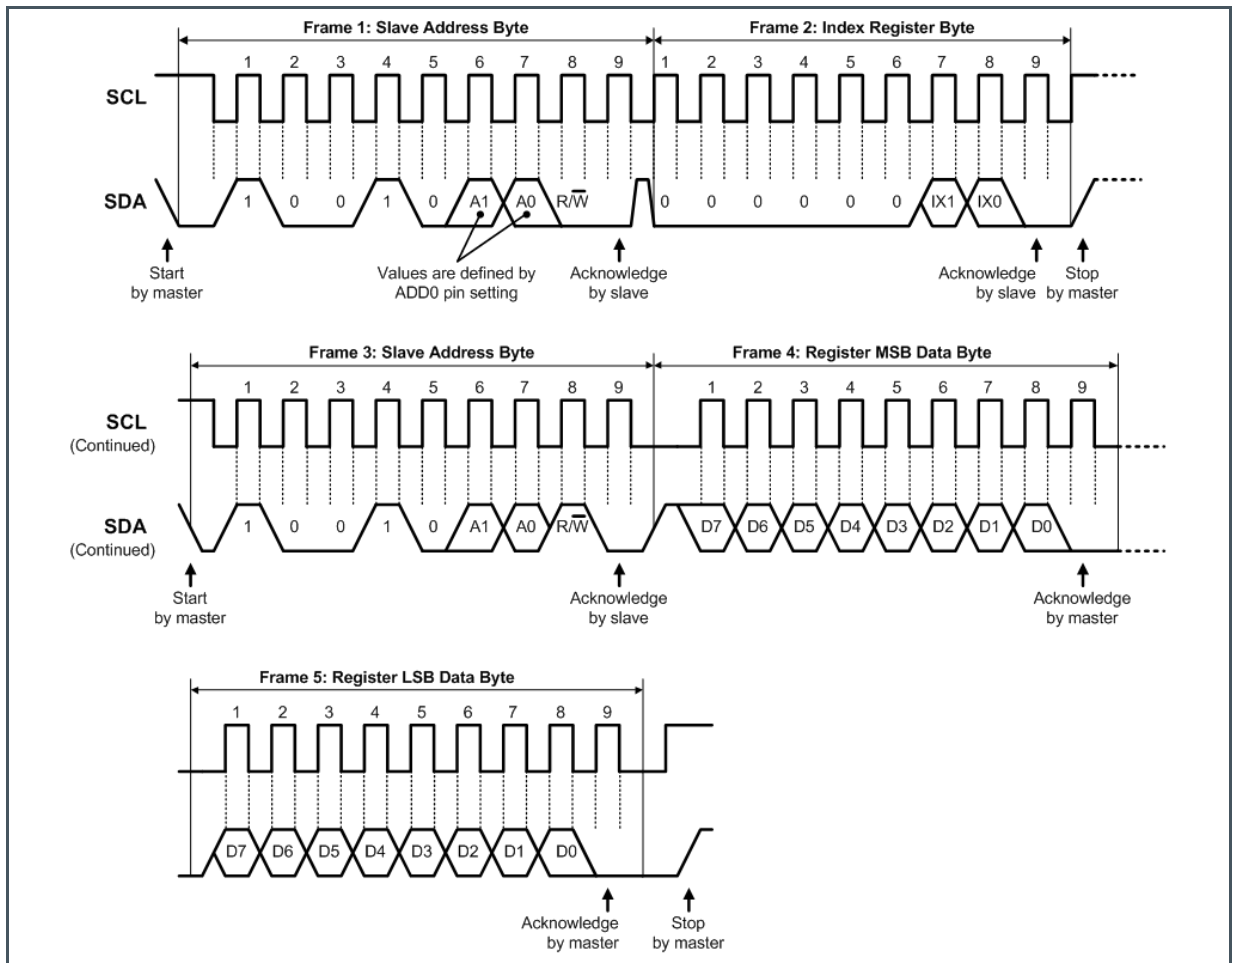 Frame 1: Slave Address Byte Frame 2: Index Register Byte
1 2 3 4 5 6 7 8 9 1 2 3 4 5 6 7 8 9
SCL
SDA 1 0 0 1 0 A1 A0 R/W̅ 0 0 0 0 0 0 IX1 IX0
Start Values are defined by Acknowledge Acknowledge Stop
by master ADD0 pin setting by slave by slave by master
Frame 3: Slave Address Byte Frame 4: Register MSB Data Byte
1 2 3 4 5 6 7 8 9 1 2 3 4 5 6 7 8 9
SCL
(Continued)
SDA 1 0 0 1 0 A1 A0 R/W̅ D7 D6 D5 D4 D3 D2 D1 D0
(Continued)
Start Acknowledge Acknowledge
by master by slave by master
Frame 5: Register LSB Data Byte
1 2 3 4 5 6 7 8 9
D7 D6 D5 D4 D3 D2 D1 D0
Acknowledge Stop
by master by master